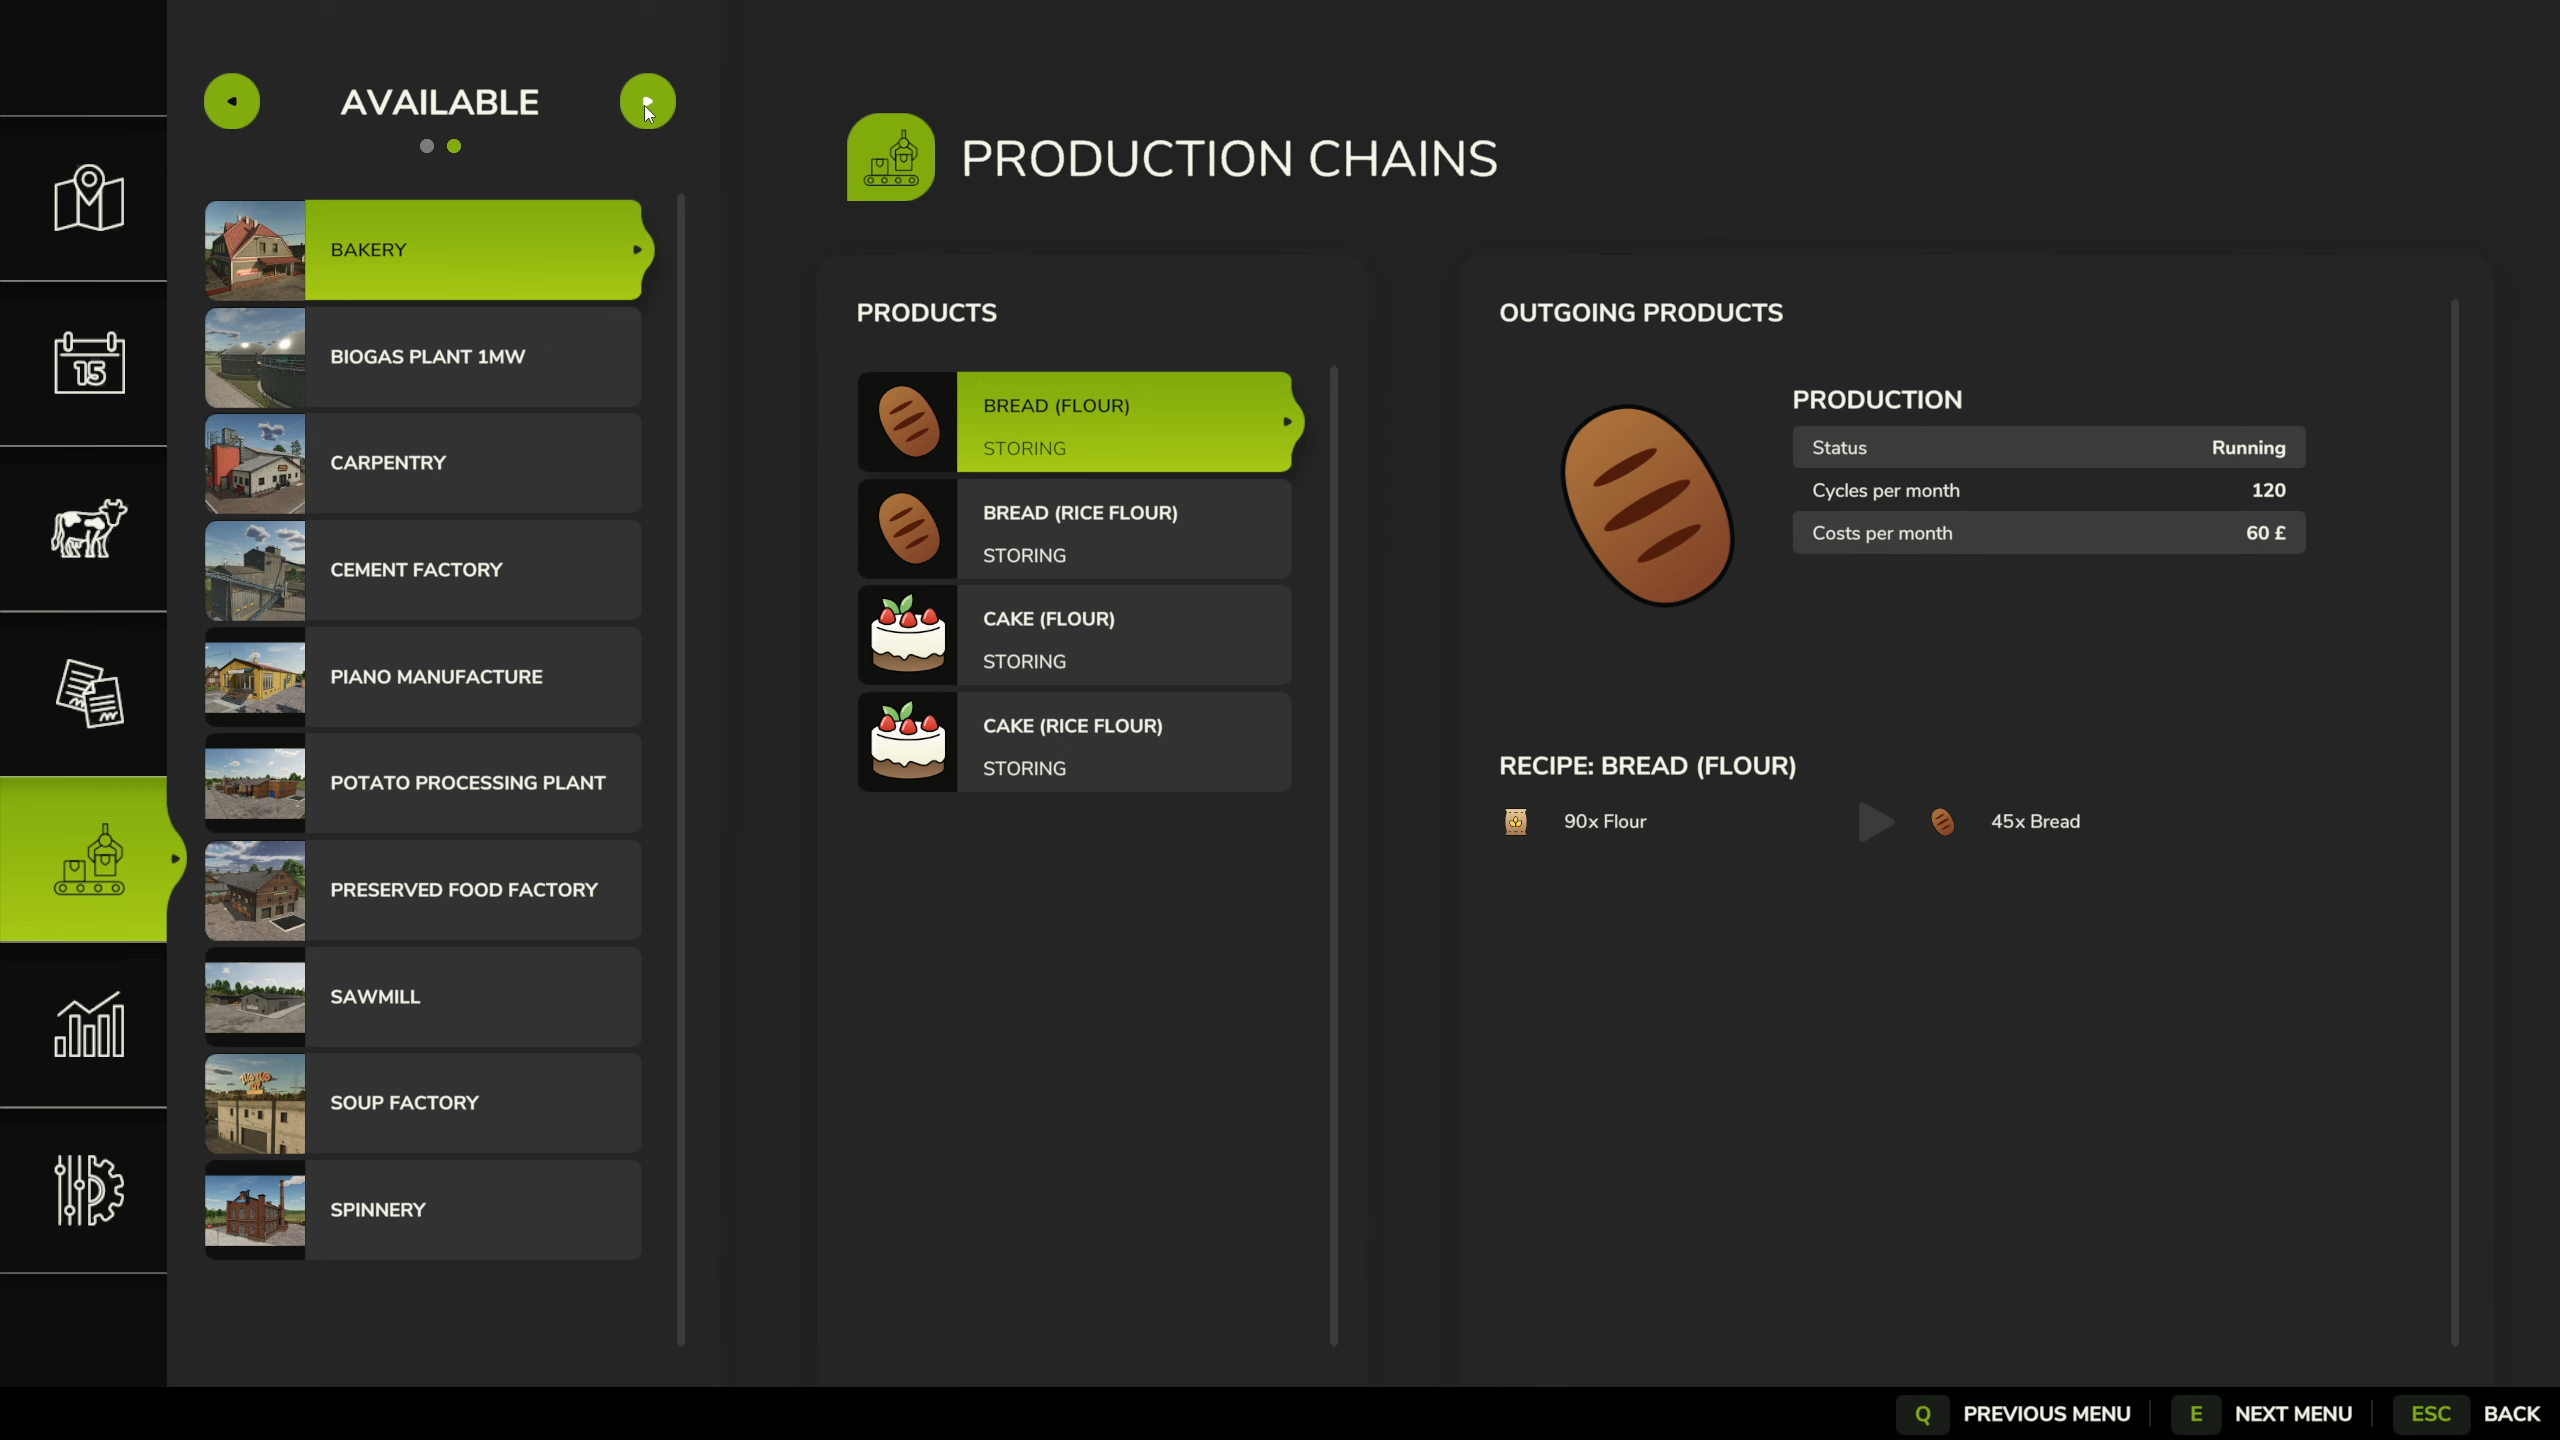 AVAILABLE
BAKERY
BIOGAS PLANT 1MW
CARPENTRY
CEMENT FACTORY
PIANO MANUFACTURE
POTATO PROCESSING PLANT
PRESERVED FOOD FACTORY
SAWMILL
SOUP FACTORY
SPINNERY
15
PRODUCTION CHAINS
PRODUCTS
BREAD (FLOUR)
STORING
BREAD (RICE FLOUR)
STORING
CAKE (FLOUR)
STORING
CAKE (RICE FLOUR)
STORING
OUTGOING PRODUCTS
PRODUCTION
Status Running
Cycles per month 120
Costs per month 60 £
RECIPE: BREAD (FLOUR)
90x Flour 45x Bread
Q PREVIOUS MENU E NEXT MENU ESC BACK